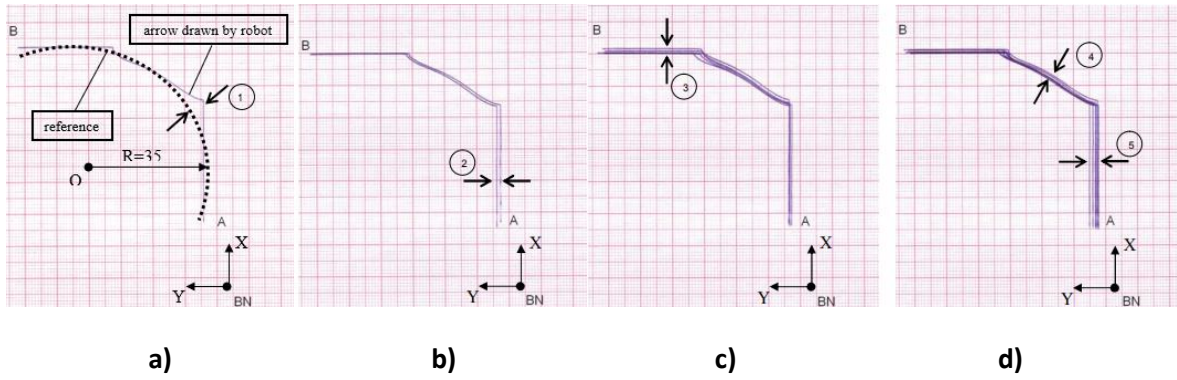 B
arrow drawn by robot
1
reference
R=35
O
A
X
Y
BN
a)
B
2
A
X
Y
BN
b)
B
3
A
X
Y
BN
c)
B
4
5
A
X
Y
BN
d)